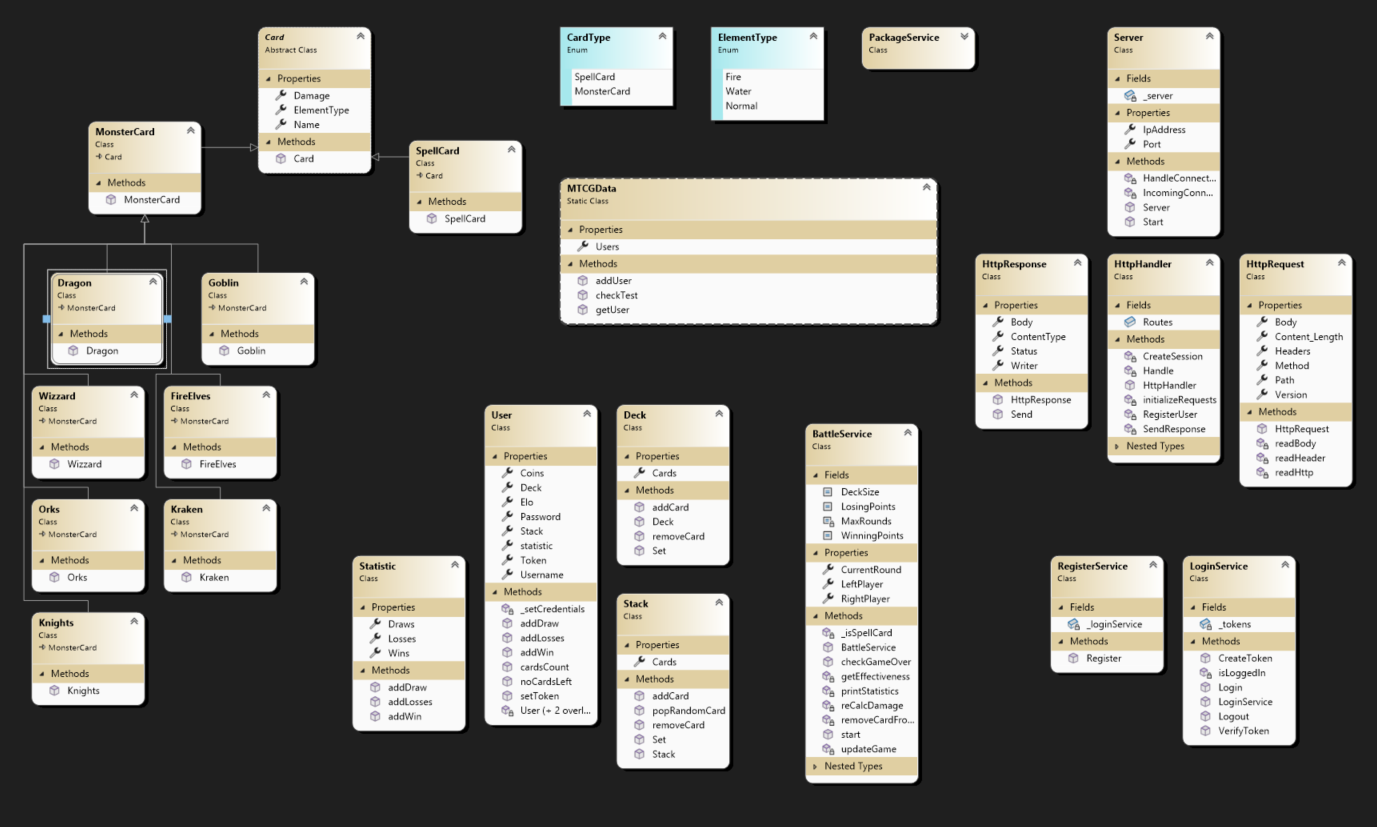 Card
Abstract Class
Properties
Damage
ElementType
Name
Methods
Card
CardType
Enum
SpellCard
MonsterCard
ElementType
Enum
Fire
Water
Normal
PackageService
Class
Server
Class
Fields
_server
Properties
IpAddress
Port
Methods
HandleConnect...
IncomingConn...
Server
Start
MonsterCard
Class
Card
Methods
MonsterCard
SpellCard
Class
Card
Methods
SpellCard
MTCGData
Static Class
Properties
Users
Methods
addUser
checkTest
getUser
Dragon
Class
MonsterCard
Methods
Dragon
Goblin
Class
MonsterCard
Methods
Goblin
HttpResponse
Class
Properties
Body
ContentType
Status
Writer
Methods
HttpResponse
Send
HttpHandler
Class
Fields
Routes
Methods
CreateSession
Handle
HttpHandler
initializeRequests
RegisterUser
SendResponse
Nested Types
HttpRequest
Class
Properties
Body
Content_Length
Headers
Method
Path
Version
Methods
HttpRequest
readBody
readHeader
readHttp
Wizzard
Class
MonsterCard
Methods
Wizzard
FireElves
Class
MonsterCard
Methods
FireElves
Orks
Class
MonsterCard
Methods
Orks
Kraken
Class
MonsterCard
Methods
Kraken
Knights
Class
MonsterCard
Methods
Knights
Statistic
Class
Properties
Draws
Losses
Wins
Methods
addDraw
addLosses
addWin
User
Class
Properties
Coins
Deck
Elo
Password
Stack
statistic
Token
Username
Methods
_setCredentials
addDraw
addLosses
addWin
cardsCount
noCardsLeft
setToken
User (+ 2 overl...
Deck
Class
Properties
Cards
Methods
addCard
Deck
removeCard
Set
Stack
Class
Properties
Cards
Methods
addCard
popRandomCard
removeCard
Set
Stack
BattleService
Class
Fields
DeckSize
LosingPoints
MaxRounds
WinningPoints
Properties
CurrentRound
LeftPlayer
RightPlayer
Methods
_isSpellCard
BattleService
checkGameOver
getEffectiveness
printStatistics
reCalcDamage
removeCardFro...
start
updateGame
Nested Types
RegisterService
Class
Fields
_loginService
Methods
Register
LoginService
Class
Fields
_tokens
Methods
CreateToken
isLoggedIn
Login
LoginService
Logout
VerifyToken